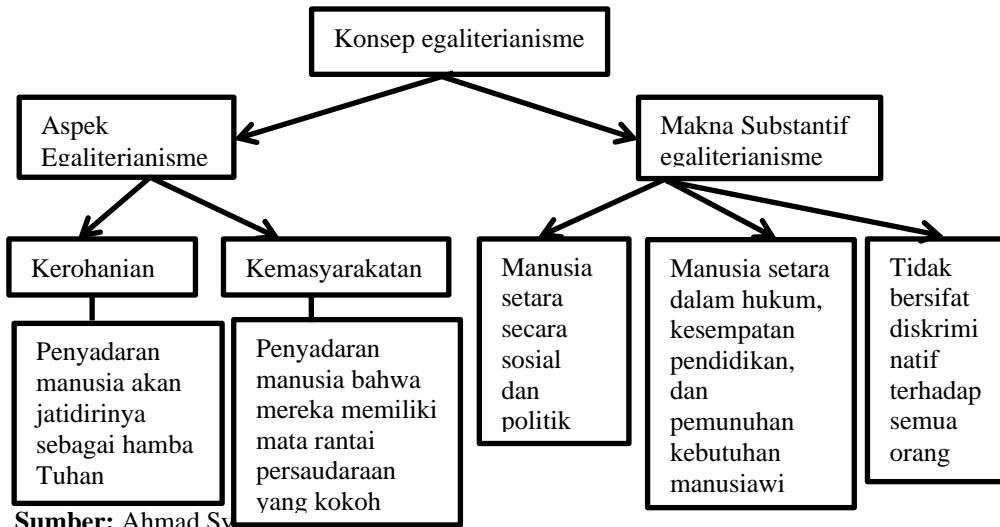 Konsep egaliterianisme
Aspek
Egaliterianisme
Makna Substantif
egaliterianisme
Kerohanian
Kemasyarakatan
Penyadaran
manusia akan
jatidirinya
sebagai hamba
Tuhan
Penyadaran
manusia bahwa
mereka memiliki
mata rantai
persaudaraan
yang kokoh
Manusia
setara
secara
sosial
dan
politik
Manusia setara
dalam hukum,
kesempatan
pendidikan,
dan
pemunuhan
kebutuhan
manusiawi
Tidak
bersifat
diskrimi
natif
terhadap
semua
orang
Sumber: Ahmad